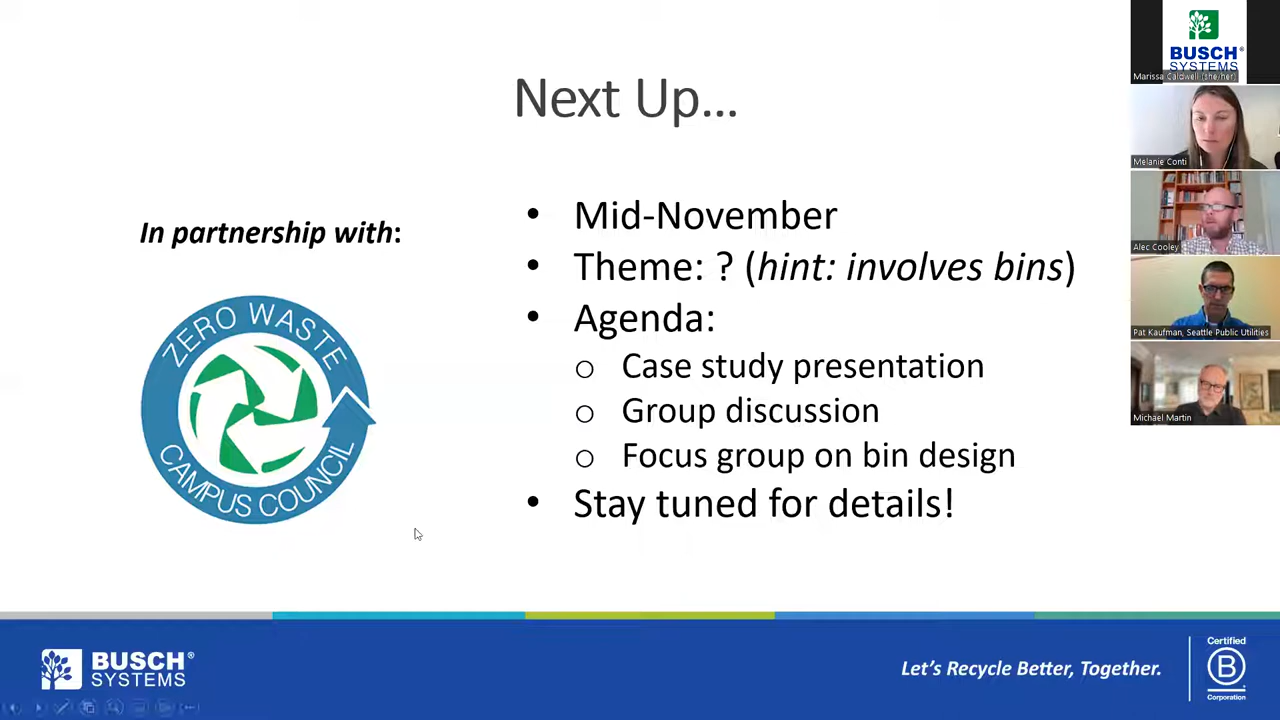 Next Up...
In partnership with:
ZERO WASTE
CAMPUS COUNCIL
• Mid-November
• Theme: ? (hint: involves bins)
• Agenda:
o Case study presentation
o Group discussion
o Focus group on bin design
• Stay tuned for details!
BUSCH®
SYSTEMS
Marissa Caldwell (she/her)
Melanie Conti
Alec Cooley
Pat Kaufman, Seattle Public Utilities
Michael Martin
BUSCH®
SYSTEMS
Let's Recycle Better, Together.
Certified
B
Corporation